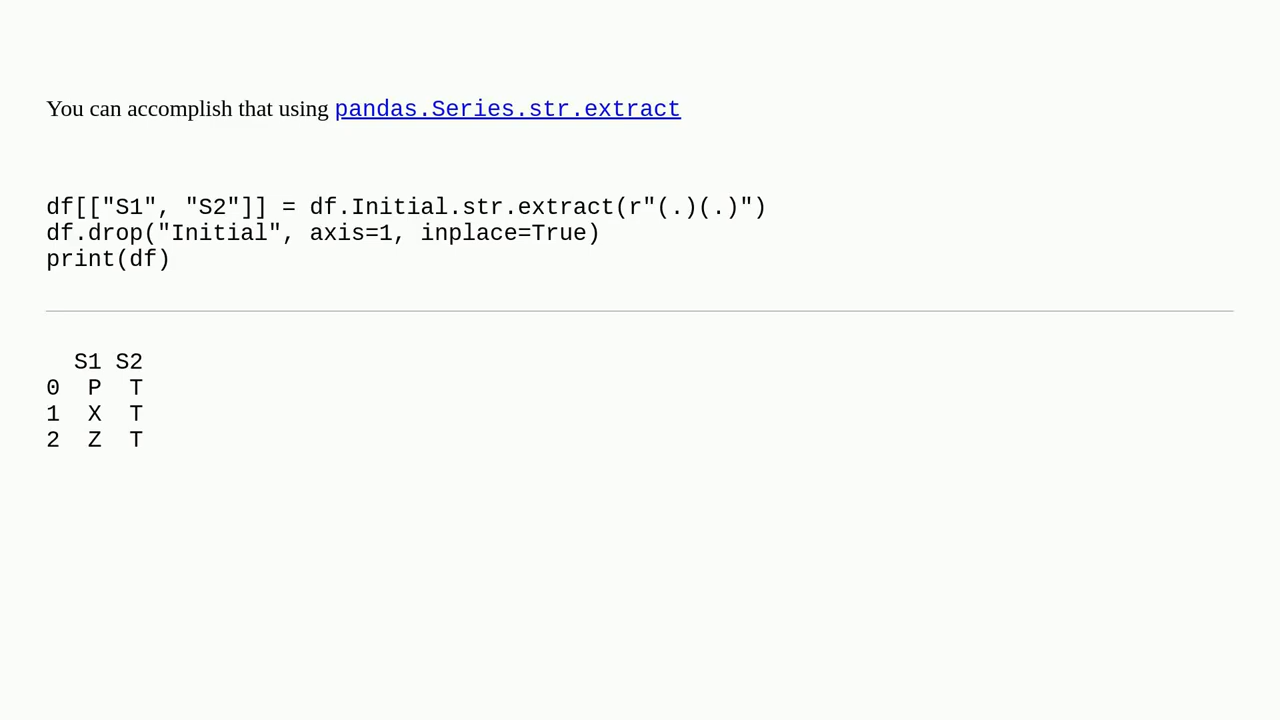 You can accomplish that using pandas.Series.str.extract
df[["S1", "S2"]] = df.Initial.str.extract(r"(.)(.)")
df.drop("Initial", axis=1, inplace=True)
print(df)
  S1 S2
0  P  T
1  X  T
2  Z  T